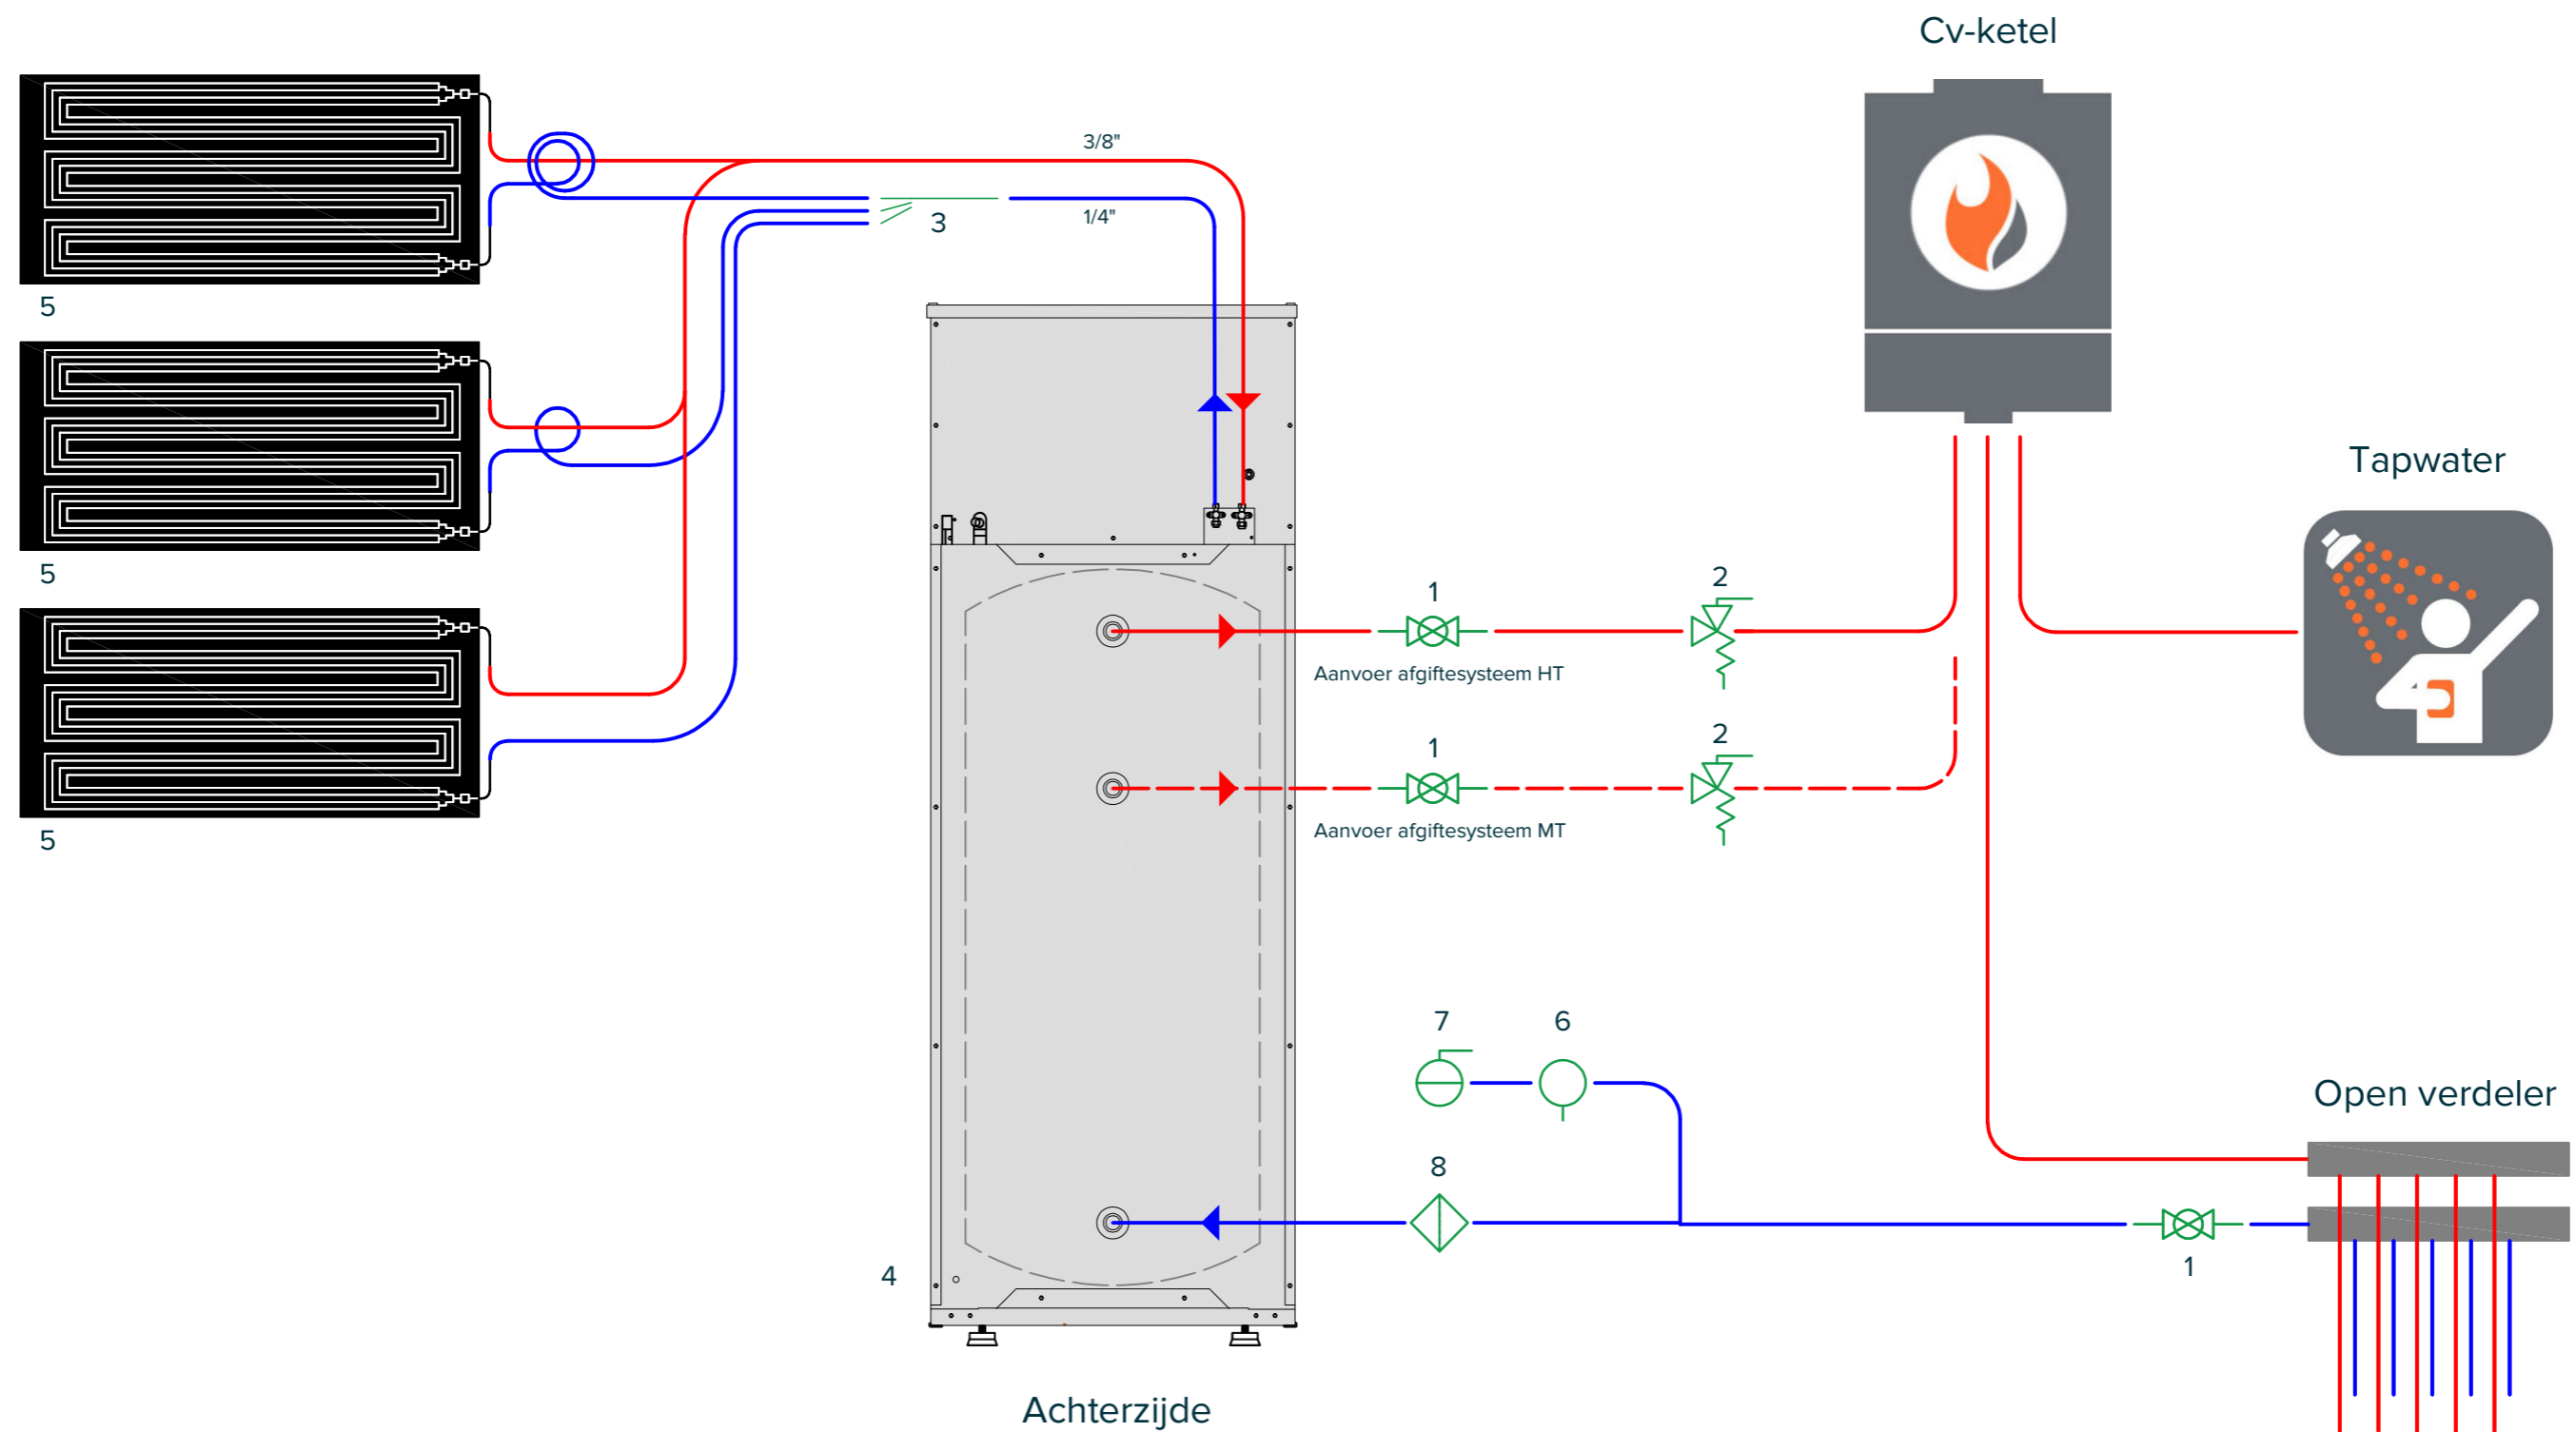 Cv-ketel
3/8"
3
1/4"
5
Tapwater
5
1
2
Aanvoer afgiftesysteem HT
1
2
Aanvoer afgiftesysteem MT
5
7
6
Open verdeler
8
4
1
Achterzijde